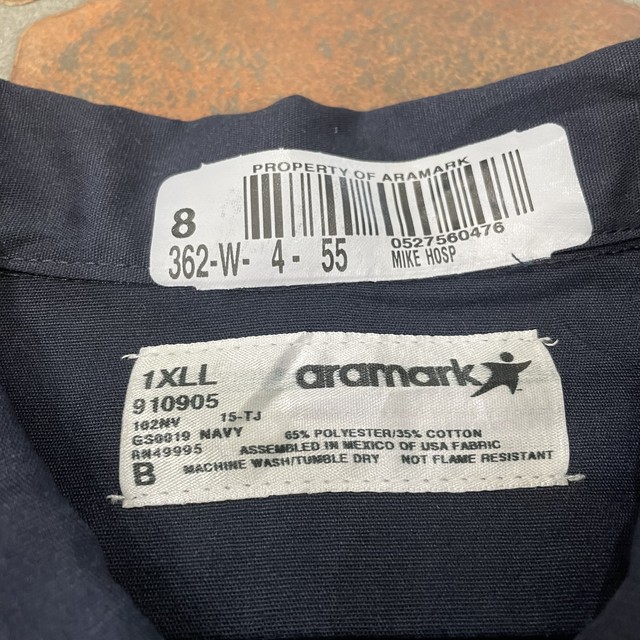 PROPERTY OF ARAMARK
8
0527560476
362-W- 4 - 55
MIKE HOSP
1XLL
aramark
910905
102NV 15-TJ
GS0019 NAVY 65% POLYESTER/35% COTTON
RN49995 ASSEMBLED IN MEXICO OF USA FABRIC
B MACHINE WASH/TUMBLE DRY NOT FLAME RESISTANT